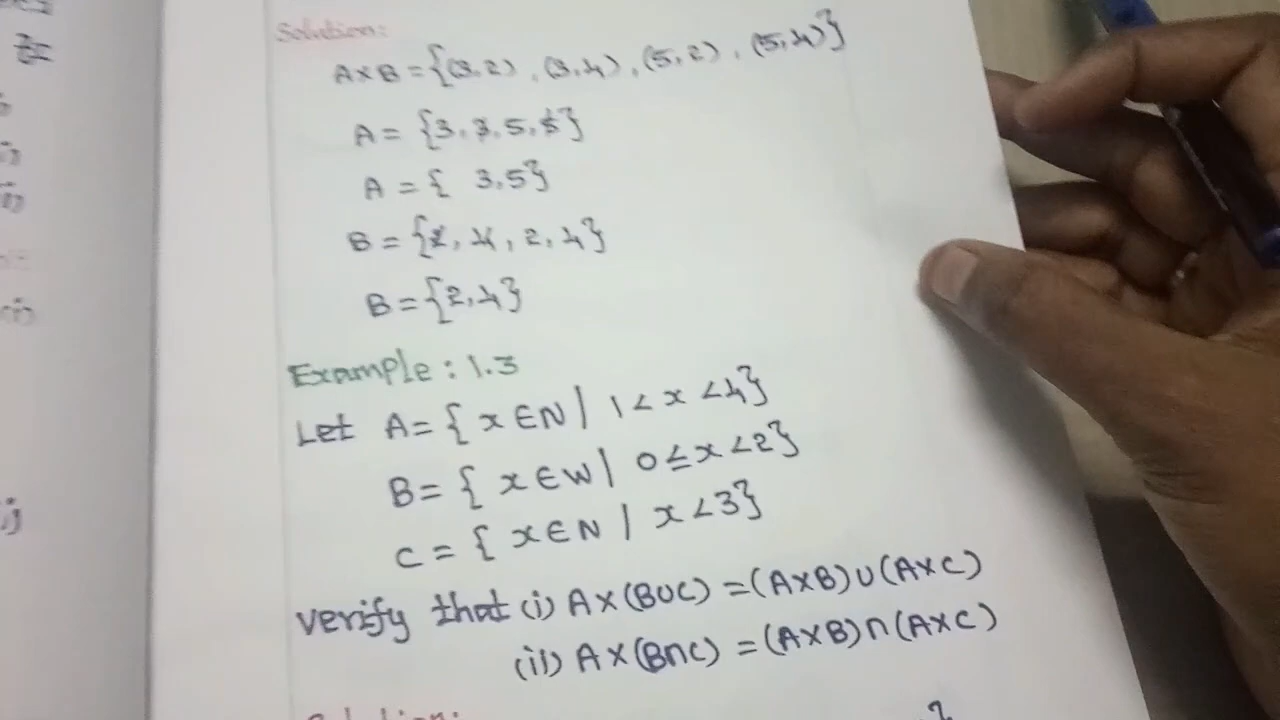 Solution:
A×B = {(3,2), (3,4), (5,2), (5,4)}
A = {3, 3, 5, 5}
A = { 3,5}
B = {2, 4, 2, 4}
B = {2,4}
Example: 1.3
Let A = { x∈N | 1 < x < 4}
B = { x∈W | 0 ≤ x < 2}
C = { x∈N | x < 3}
verify that (i) A×(B∪C) = (A×B)∪(A×C)
(ii) A×(B∩C) = (A×B)∩(A×C)
Solution: